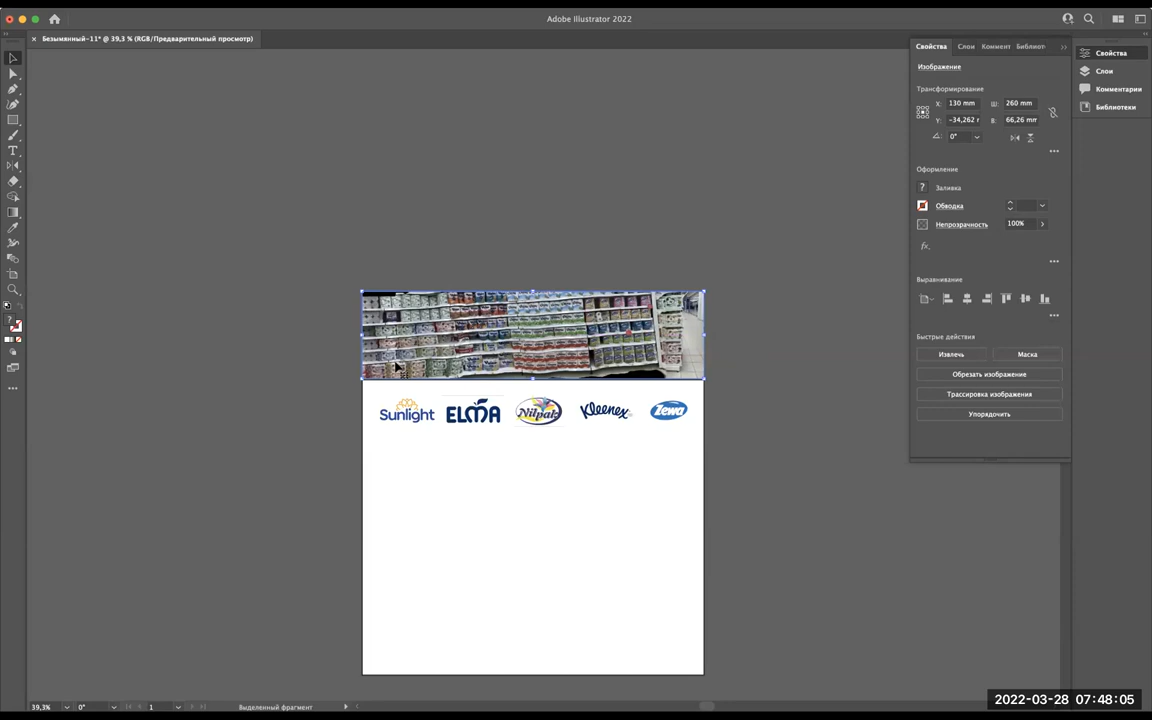 Adobe Illustrator 2022
× Безымянный-11* @ 39,3 % (RGB/Предварительный просмотр)
Свойства Слои Коммент Библиот
Изображение
Трансформирование
X: 130 mm Ш: 260 mm
Y: -34,262 г В: 66,26 mm
0°
Оформление
? Заливка
Обводка
Непрозрачность 100%
fx.
Выравнивание
Быстрые действия
Извлечь Маска
Обрезать изображение
Трассировка изображения
Упорядочить
Свойства
Слои
Комментарии
Библиотеки
Sunlight ELMA Nilpak Kleenex Zewa
39,3% 0° 1 Выделенный фрагмент
2022-03-28 07:48:05